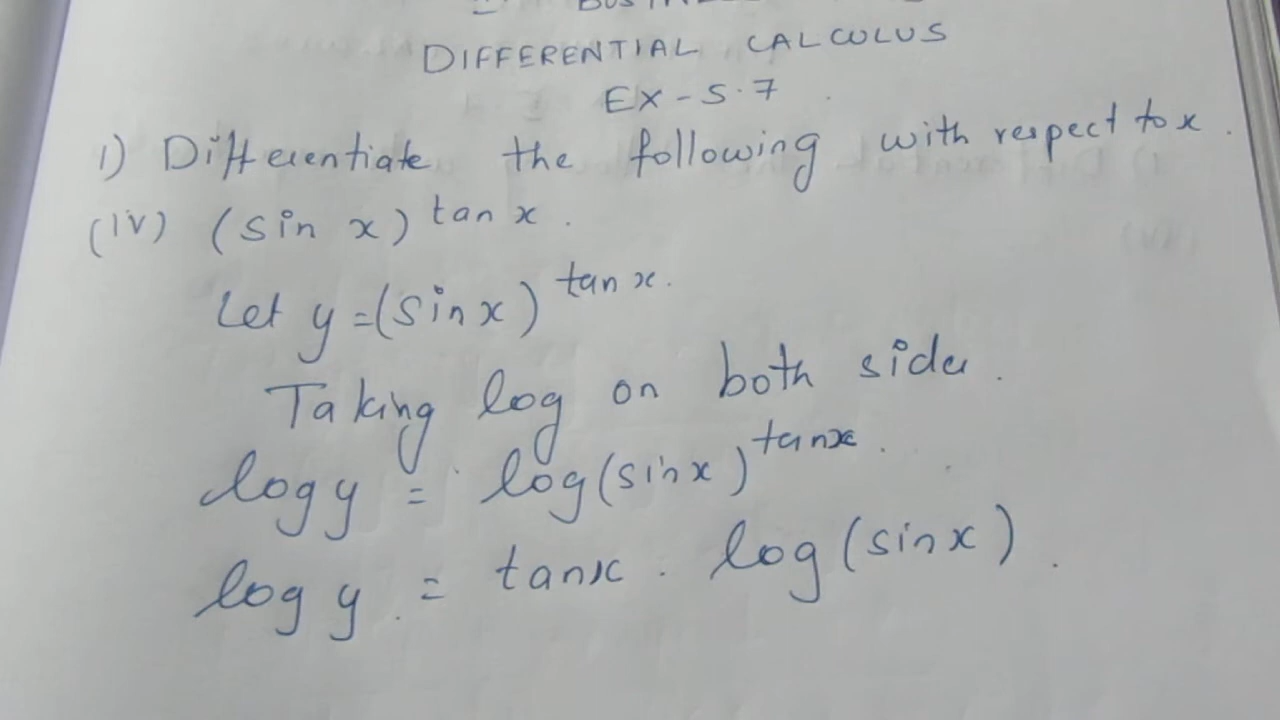 DIFFERENTIAL CALCULUS
EX-5.7
1) Differentiate the following with respect to x.
(iv) (sin x)^tan x.
Let y = (sin x)^tan x.
Taking log on both sides.
log y = log(sin x)^tan x.
log y = tan x . log(sin x).